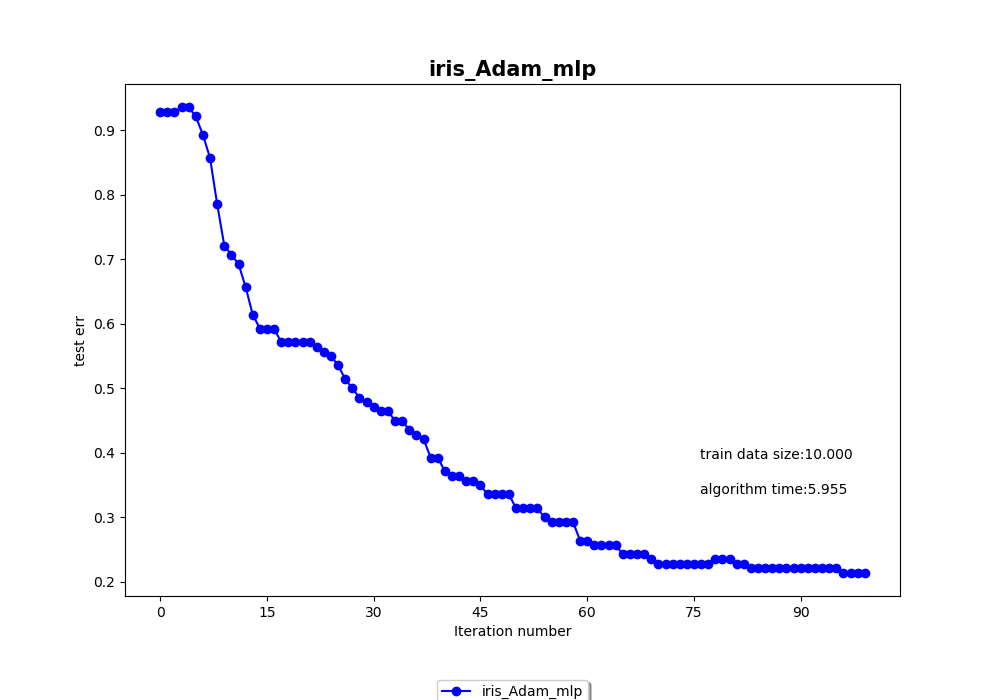 iris_Adam_mlp
0.9
0.8
0.7
0.6
0.5
0.4
0.3
0.2
test err
train data size:10.000
algorithm time:5.955
0 15 30 45 60 75 90
Iteration number
iris_Adam_mlp